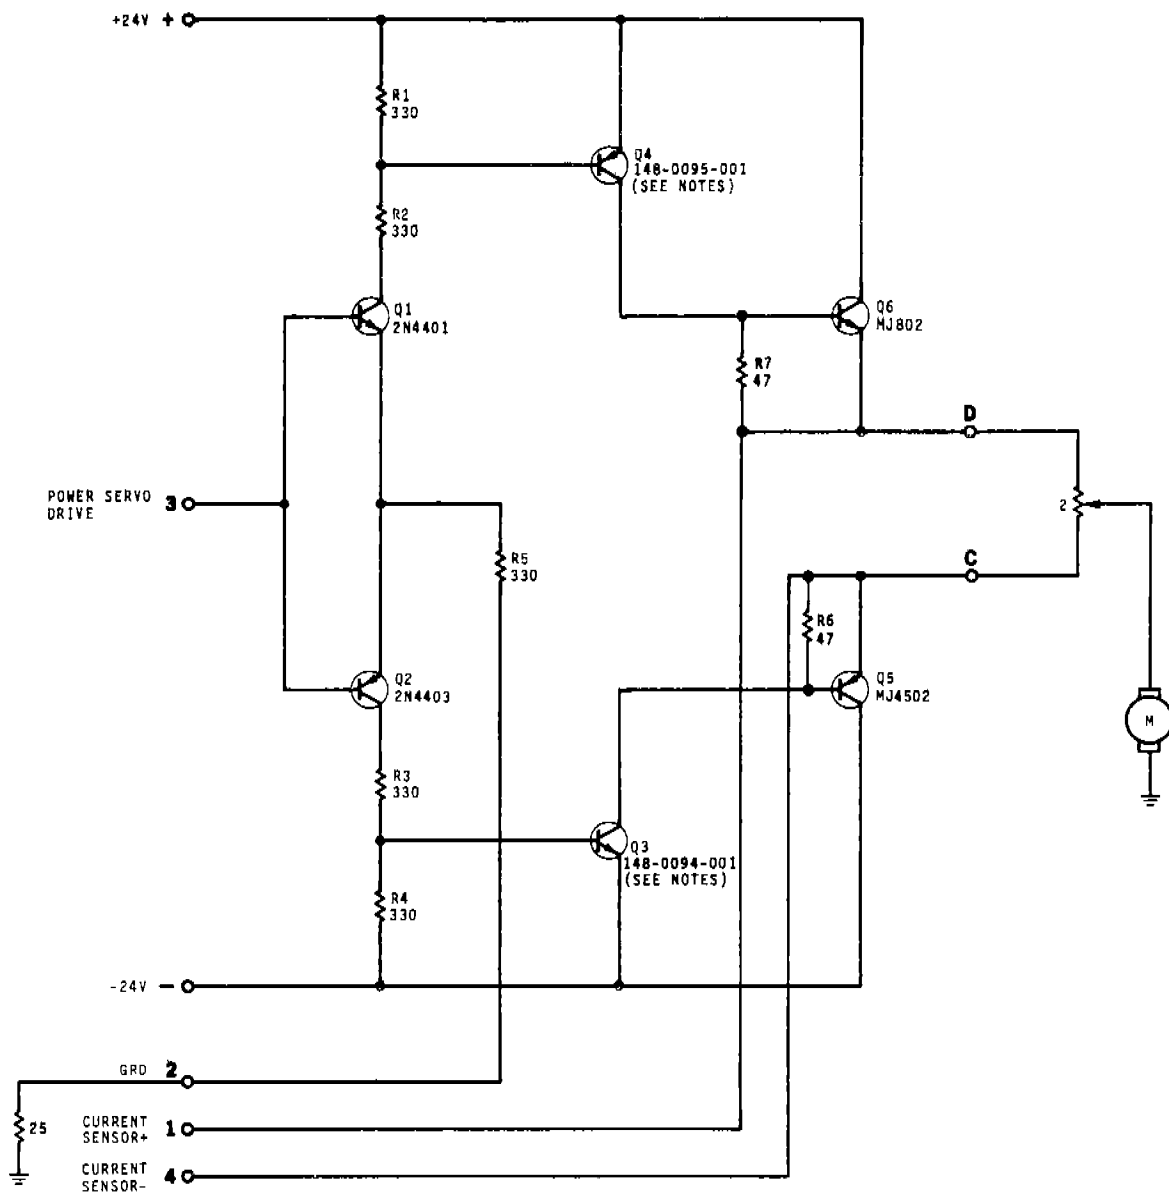 +24V +
R1
330
Q4
148-0095-001
(SEE NOTES)
R2
330
Q1
2N4401
Q6
MJ802
R7
47
D
POWER SERVO
DRIVE
3
2
R5
330
C
R6
47
Q2
2N4403
Q5
MJ4502
M
R3
330
Q3
148-0094-001
(SEE NOTES)
R4
330
-24V -
GRD 2
25
CURRENT
SENSOR+
1
CURRENT
SENSOR-
4